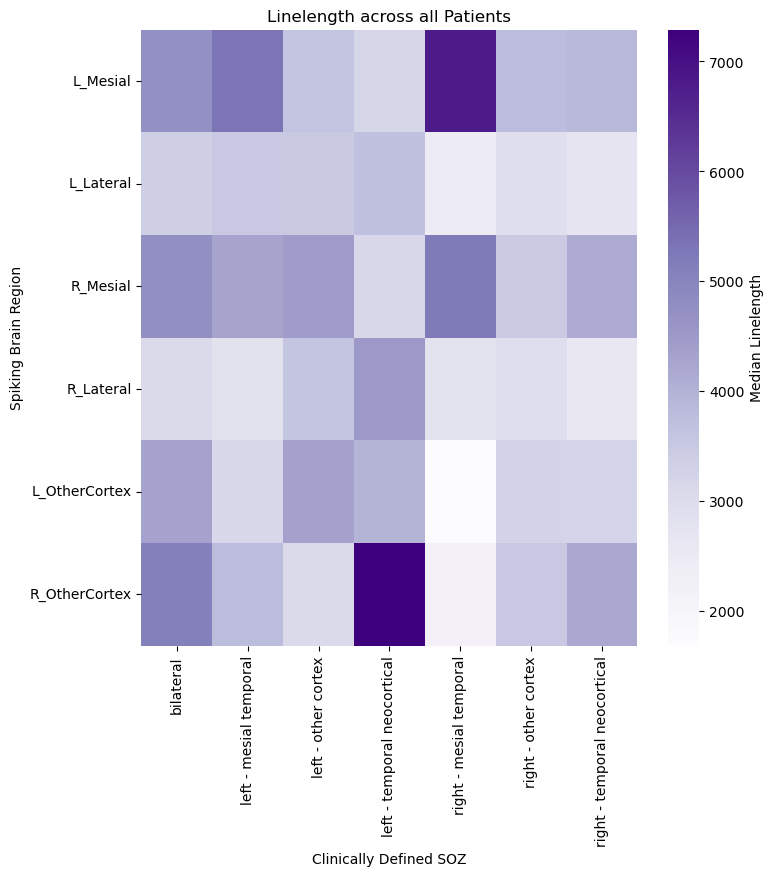 Linelength across all Patients
Spiking Brain Region
L_Mesial
L_Lateral
R_Mesial
R_Lateral
L_OtherCortex
R_OtherCortex
bilateral
left - mesial temporal
left - other cortex
left - temporal neocortical
right - mesial temporal
right - other cortex
right - temporal neocortical
Clinically Defined SOZ
7000
6000
5000
4000
3000
2000
Median Linelength